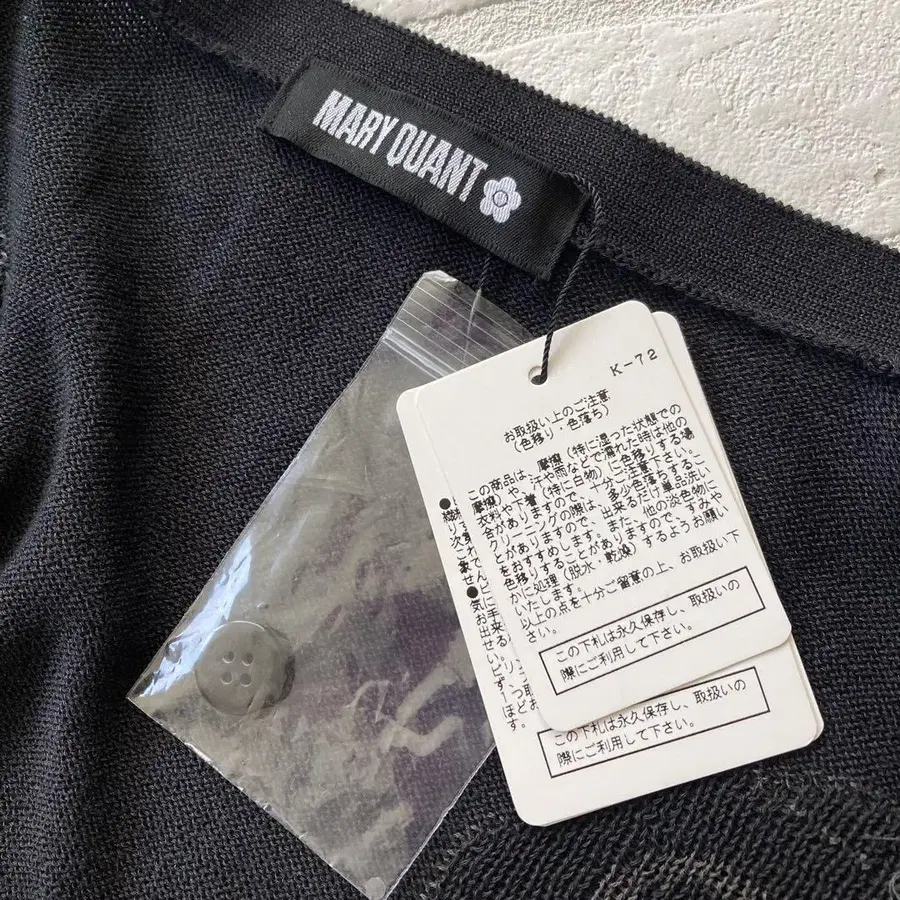 MARY QUANT
K-72
お取扱い上のご注意
(色移り・色落ち)
この商品は、摩擦(特に湿った状態での
摩擦)や、汗や雨などで濡れた時は他の
衣料や下着(特に白物)に色移りする場
合がありますので、十分ご注意下さい。
クリーニングの際は、多少色落ちするこ
とがありますので、出来るだけ単品洗い
をおすすめします。また、他の淡色物に
色移りすることがありますので、すみや
かに処理(脱水・乾燥)するようお願い
いたします。
以上の点を十分ご留意の上、お取扱い下
さい。
この下札は永久保存し、取扱いの
際にご利用して下さい。
この下札は永久保存し、取扱いの
際にご利用して下さい。